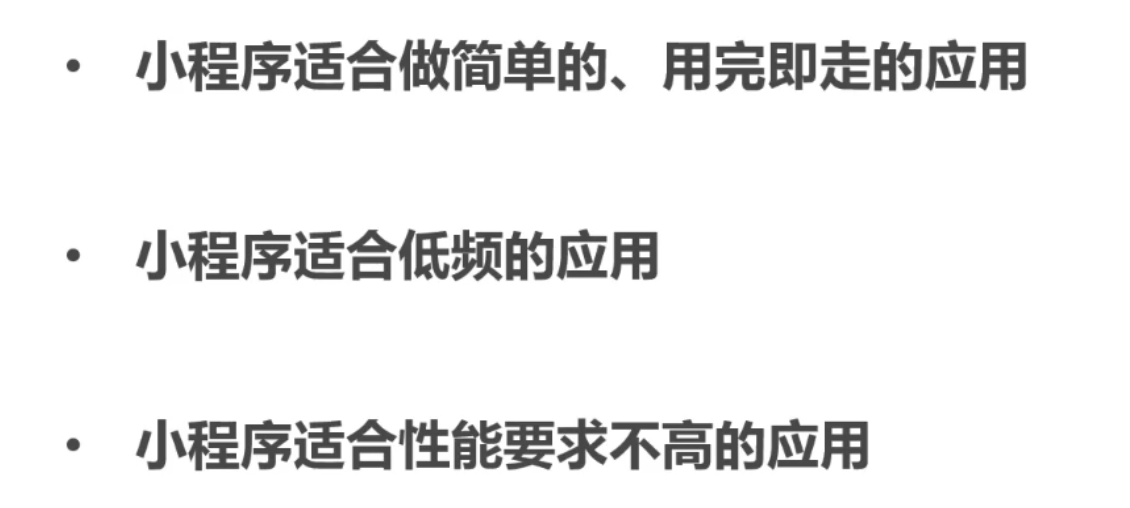 • 小程序适合做简单的、用完即走的应用
• 小程序适合低频的应用
• 小程序适合性能要求不高的应用